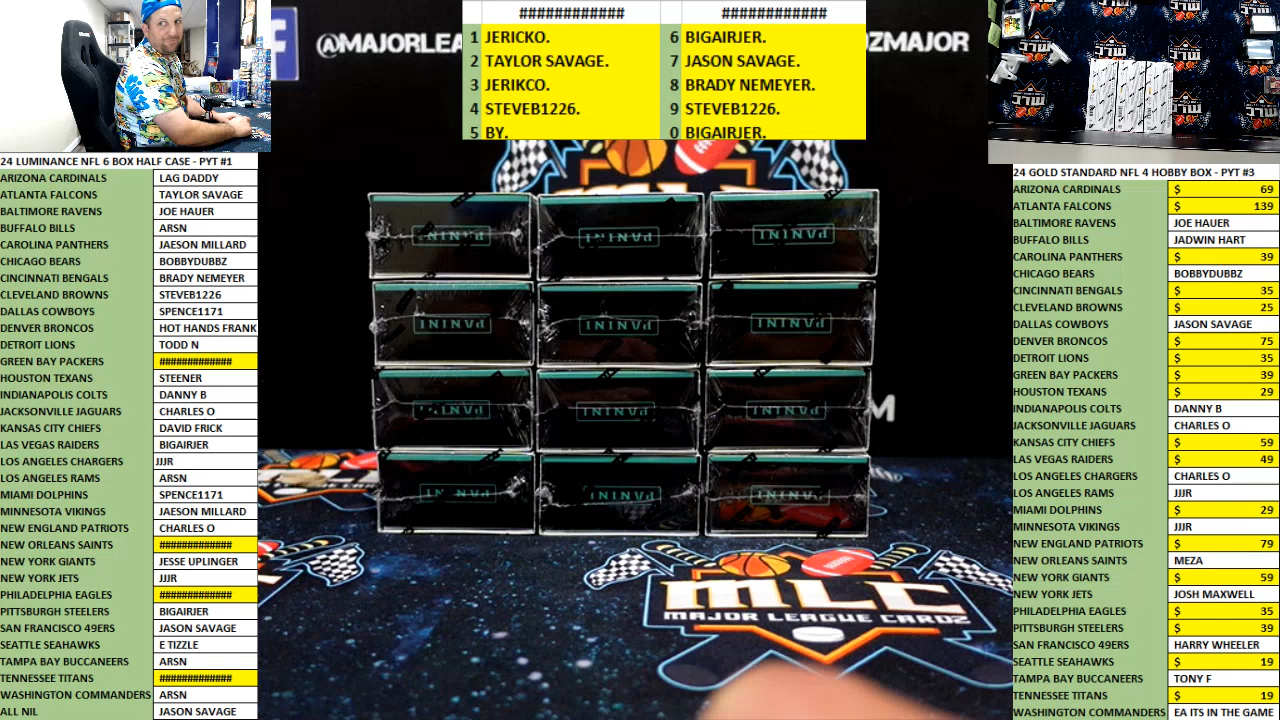 ############ ############
1 JERICKO. 6 BIGAIRJER.
2 TAYLOR SAVAGE. 7 JASON SAVAGE.
3 JERIKCO. 8 BRADY NEMEYER.
4 STEVEB1226. 9 STEVEB1226.
5 BY. 0 BIGAIRJER.
@MAJORLEA ZMAJOR
24 LUMINANCE NFL 6 BOX HALF CASE - PYT #1
ARIZONA CARDINALS LAG DADDY
ATLANTA FALCONS TAYLOR SAVAGE
BALTIMORE RAVENS JOE HAUER
BUFFALO BILLS ARSN
CAROLINA PANTHERS JAESON MILLARD
CHICAGO BEARS BOBBYDUBBZ
CINCINNATI BENGALS BRADY NEMEYER
CLEVELAND BROWNS STEVEB1226
DALLAS COWBOYS SPENCE1171
DENVER BRONCOS HOT HANDS FRANK
DETROIT LIONS TODD N
GREEN BAY PACKERS #############
HOUSTON TEXANS STEENER
INDIANAPOLIS COLTS DANNY B
JACKSONVILLE JAGUARS CHARLES O
KANSAS CITY CHIEFS DAVID FRICK
LAS VEGAS RAIDERS BIGAIRJER
LOS ANGELES CHARGERS JJJR
LOS ANGELES RAMS ARSN
MIAMI DOLPHINS SPENCE1171
MINNESOTA VIKINGS JAESON MILLARD
NEW ENGLAND PATRIOTS CHARLES O
NEW ORLEANS SAINTS #############
NEW YORK GIANTS JESSE UPLINGER
NEW YORK JETS JJJR
PHILADELPHIA EAGLES #############
PITTSBURGH STEELERS BIGAIRJER
SAN FRANCISCO 49ERS JASON SAVAGE
SEATTLE SEAHAWKS E TIZZLE
TAMPA BAY BUCCANEERS ARSN
TENNESSEE TITANS #############
WASHINGTON COMMANDERS ARSN
ALL NIL JASON SAVAGE
PANINI PANINI PANINI
PANINI PANINI PANINI
PANINI PANINI PANINI
PANINI PANINI PANINI
M
MLC
MAJOR LEAGUE CARDZ
24 GOLD STANDARD NFL 4 HOBBY BOX - PYT #3
ARIZONA CARDINALS $ 69
ATLANTA FALCONS $ 139
BALTIMORE RAVENS JOE HAUER
BUFFALO BILLS JADWIN HART
CAROLINA PANTHERS $ 39
CHICAGO BEARS BOBBYDUBBZ
CINCINNATI BENGALS $ 35
CLEVELAND BROWNS $ 25
DALLAS COWBOYS JASON SAVAGE
DENVER BRONCOS $ 75
DETROIT LIONS $ 35
GREEN BAY PACKERS $ 39
HOUSTON TEXANS $ 29
INDIANAPOLIS COLTS DANNY B
JACKSONVILLE JAGUARS CHARLES O
KANSAS CITY CHIEFS $ 59
LAS VEGAS RAIDERS $ 49
LOS ANGELES CHARGERS CHARLES O
LOS ANGELES RAMS JJJR
MIAMI DOLPHINS $ 29
MINNESOTA VIKINGS JJJR
NEW ENGLAND PATRIOTS $ 79
NEW ORLEANS SAINTS MEZA
NEW YORK GIANTS $ 59
NEW YORK JETS JOSH MAXWELL
PHILADELPHIA EAGLES $ 35
PITTSBURGH STEELERS $ 39
SAN FRANCISCO 49ERS HARRY WHEELER
SEATTLE SEAHAWKS $ 19
TAMPA BAY BUCCANEERS TONY F
TENNESSEE TITANS $ 19
WASHINGTON COMMANDERS EA ITS IN THE GAME